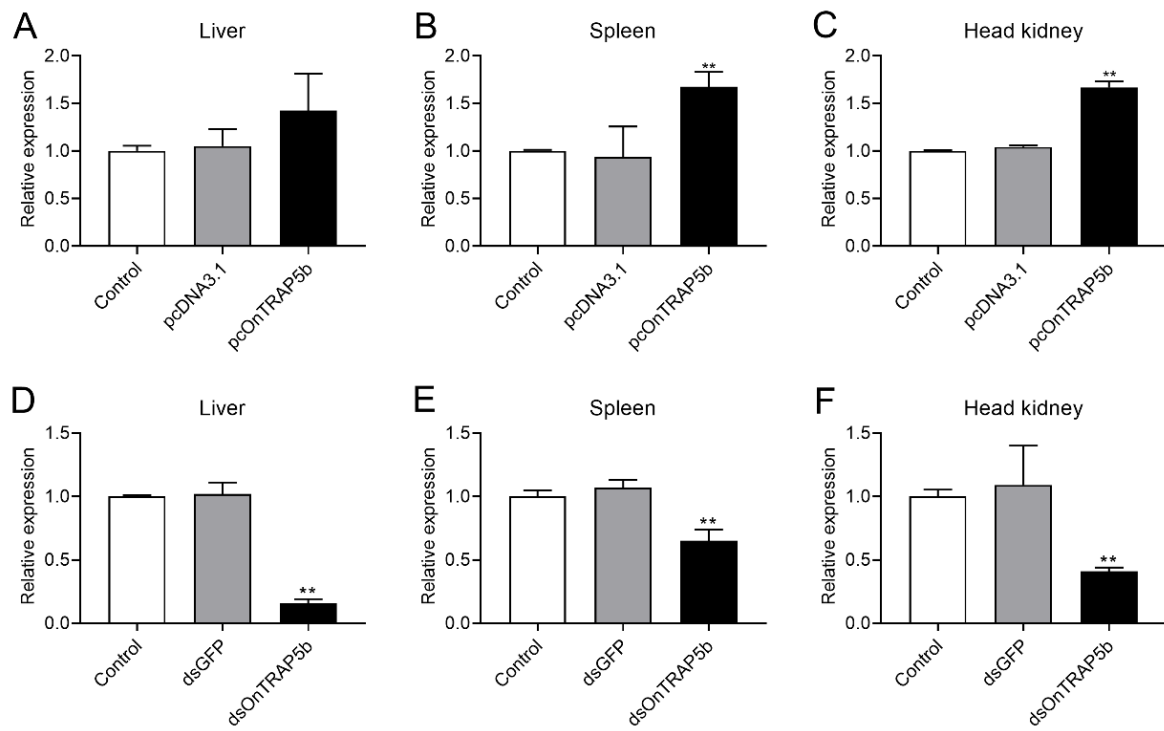 A
Liver
Relative expression
2.0
1.5
1.0
0.5
0.0
Control
pcDNA3.1
pcOnTRAP5b
B
Spleen
Relative expression
2.0
1.5
1.0
0.5
0.0
**
Control
pcDNA3.1
pcOnTRAP5b
C
Head kidney
Relative expression
2.0
1.5
1.0
0.5
0.0
**
Control
pcDNA3.1
pcOnTRAP5b
D
Liver
Relative expression
1.5
1.0
0.5
0.0
**
Control
dsGFP
dsOnTRAP5b
E
Spleen
Relative expression
1.5
1.0
0.5
0.0
**
Control
dsGFP
dsOnTRAP5b
F
Head kidney
Relative expression
1.5
1.0
0.5
0.0
**
Control
dsGFP
dsOnTRAP5b